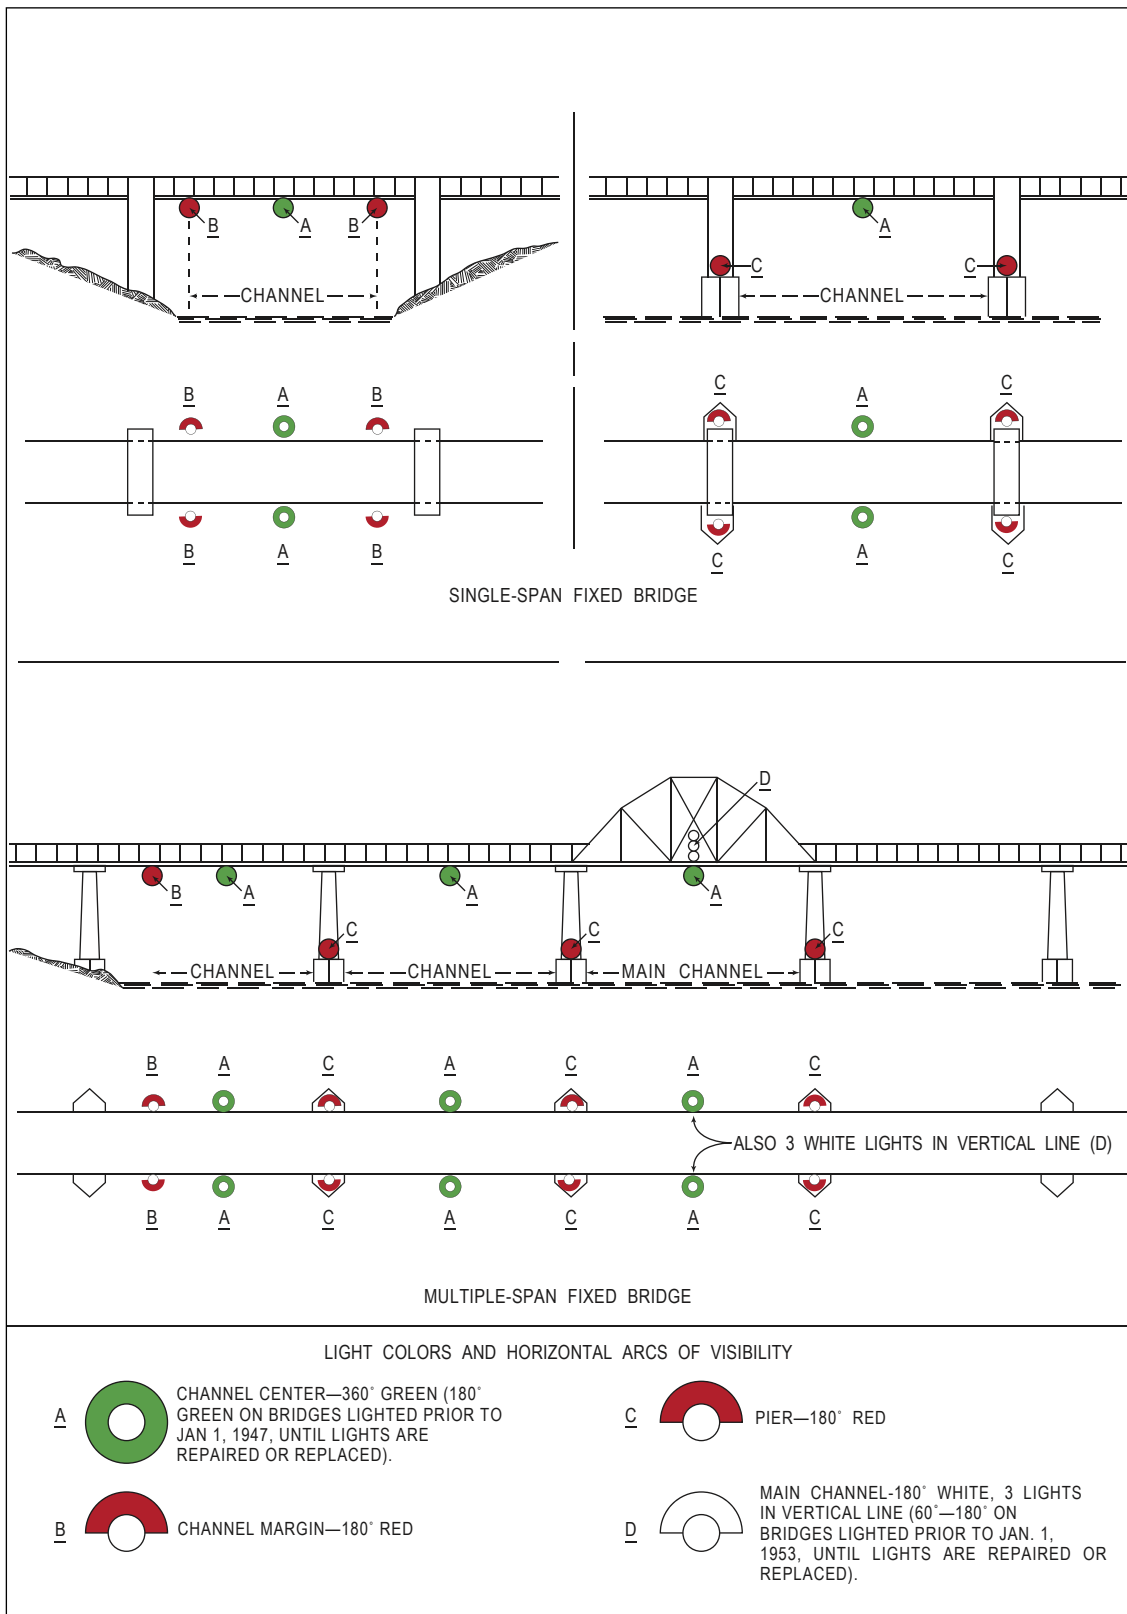 B
A
B
CHANNEL
A
C
C
CHANNEL
B
A
B
B
A
B
C
A
C
C
A
C
SINGLE-SPAN FIXED BRIDGE
D
B
A
A
A
C
C
C
CHANNEL
CHANNEL
MAIN CHANNEL
B
A
C
A
C
A
C
ALSO 3 WHITE LIGHTS IN VERTICAL LINE (D)
B
A
C
A
C
A
C
MULTIPLE-SPAN FIXED BRIDGE
LIGHT COLORS AND HORIZONTAL ARCS OF VISIBILITY
A
CHANNEL CENTER—360° GREEN (180°
GREEN ON BRIDGES LIGHTED PRIOR TO
JAN 1, 1947, UNTIL LIGHTS ARE
REPAIRED OR REPLACED).
B
CHANNEL MARGIN—180° RED
C
PIER—180° RED
D
MAIN CHANNEL-180° WHITE, 3 LIGHTS
IN VERTICAL LINE (60°—180° ON
BRIDGES LIGHTED PRIOR TO JAN. 1,
1953, UNTIL LIGHTS ARE REPAIRED OR
REPLACED).